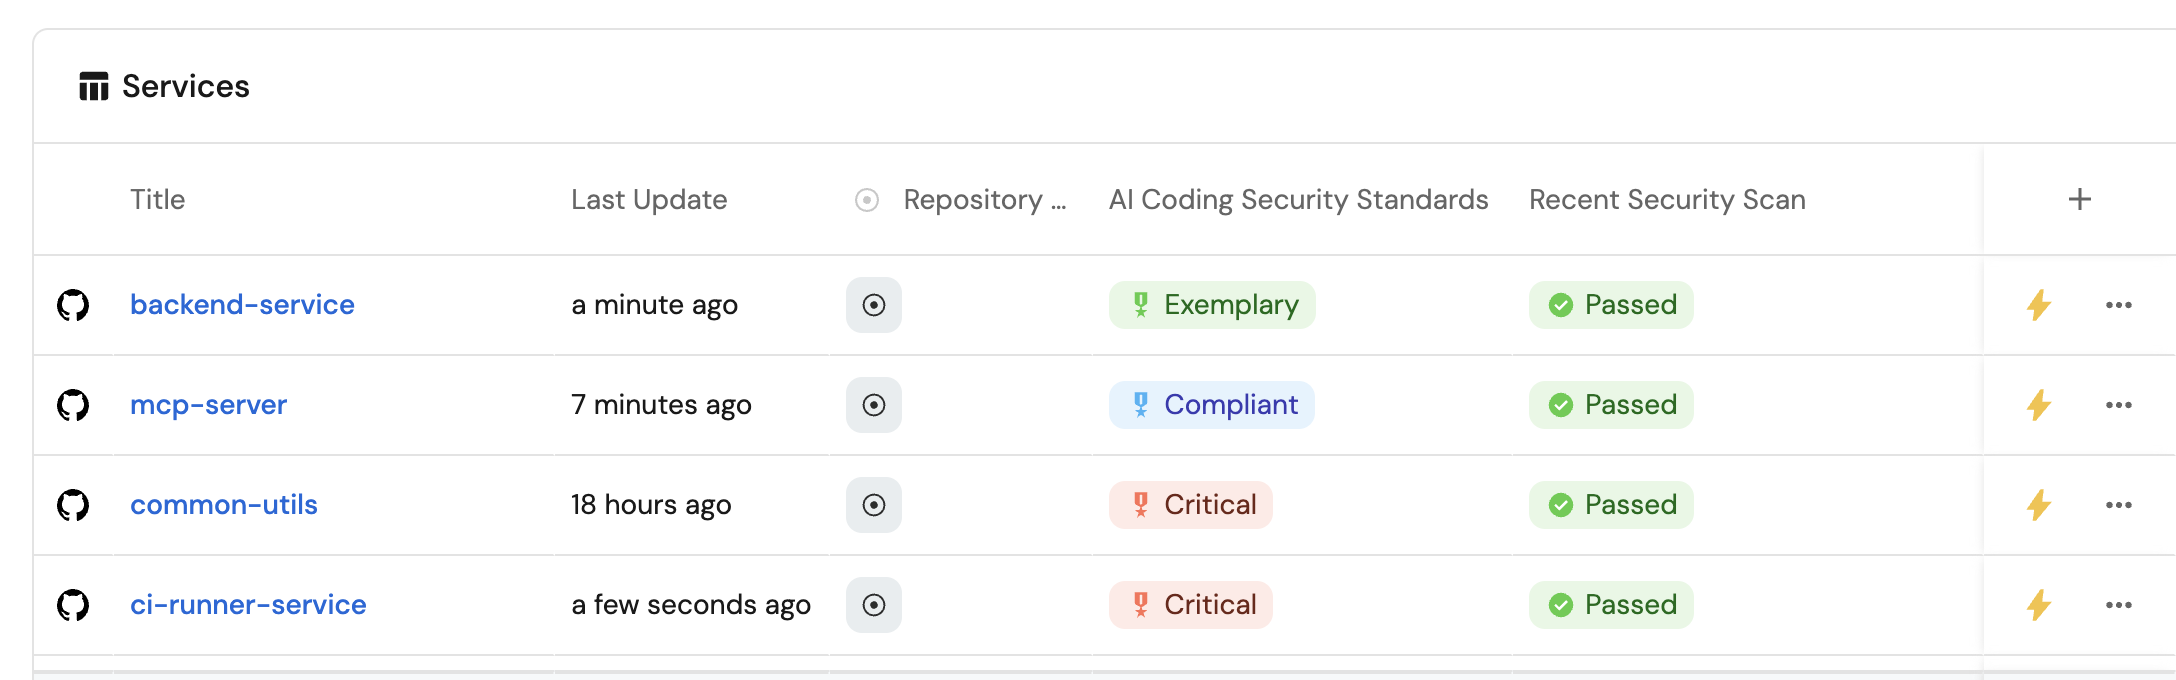 Services
Title Last Update Repository ... AI Coding Security Standards Recent Security Scan
backend-service a minute ago Exemplary Passed
mcp-server 7 minutes ago Compliant Passed
common-utils 18 hours ago Critical Passed
ci-runner-service a few seconds ago Critical Passed